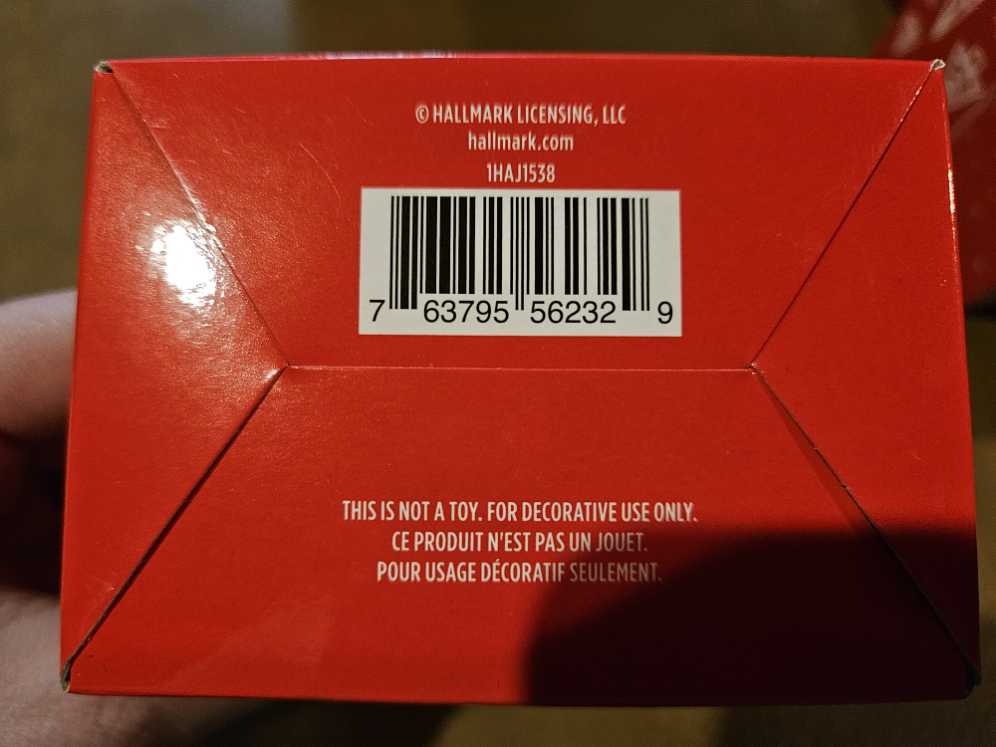 © HALLMARK LICENSING, LLC
hallmark.com
1HAJ1538
7 63795 56232 9
THIS IS NOT A TOY. FOR DECORATIVE USE ONLY.
CE PRODUIT N'EST PAS UN JOUET.
POUR USAGE DÉCORATIF SEULEMENT.